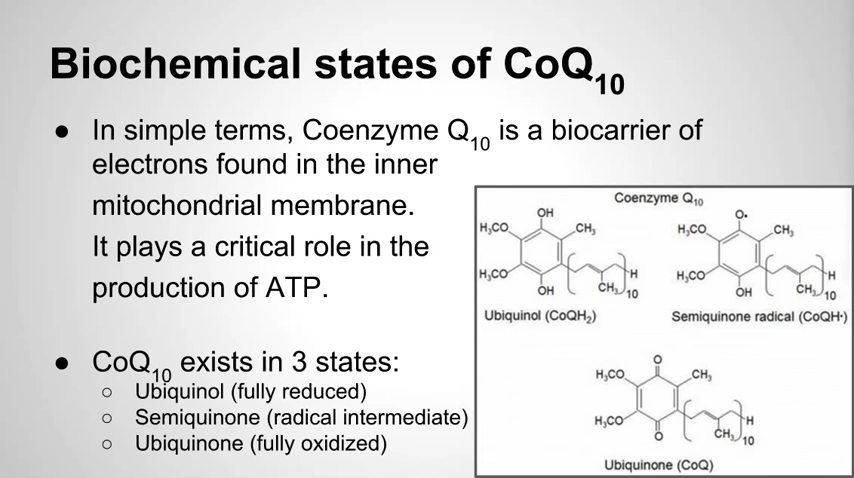 Biochemical states of CoQ10
● In simple terms, Coenzyme Q10 is a biocarrier of
electrons found in the inner
mitochondrial membrane.
It plays a critical role in the
production of ATP.
● CoQ10 exists in 3 states:
○ Ubiquinol (fully reduced)
○ Semiquinone (radical intermediate)
○ Ubiquinone (fully oxidized)
Coenzyme Q10
OH
H3CO
CH3
H3CO
H
CH3
10
OH
Ubiquinol (CoQH2)
O•
H3CO
CH3
H3CO
H
CH3
10
OH
Semiquinone radical (CoQH•)
O
H3CO
CH3
H3CO
H
CH3
10
O
Ubiquinone (CoQ)